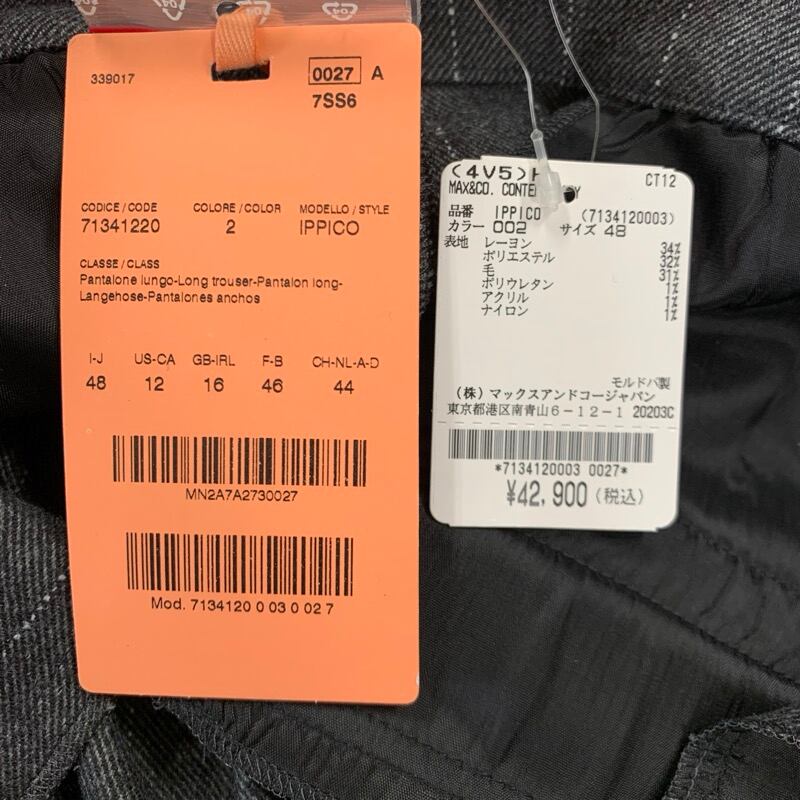 339017
0027 A
7SS6
CODICE / CODE
71341220
COLORE / COLOR
2
MODELLO / STYLE
IPPICO
CLASSE / CLASS
Pantalone lungo-Long trouser-Pantalon long-
Langehose-Pantalones anchos
I-J US-CA GB-IRL F-B CH-NL-A-D
48 12 16 46 44
MN2A7A2730027
Mod. 7134120 0 03 0 02 7
(4V5)
CT12
MAX&CO.
品番 IPPICO (7134120003)
カラー 002 サイズ 48
表地 レーヨン 34%
ポリエステル 32%
毛 31%
ポリウレタン 1%
アクリル 1%
ナイロン 1%
モルドバ製
(株) マックスアンドコージャパン
東京都港区南青山6-12-1 20203C
*7134120003 0027*
¥42,900 (税込)